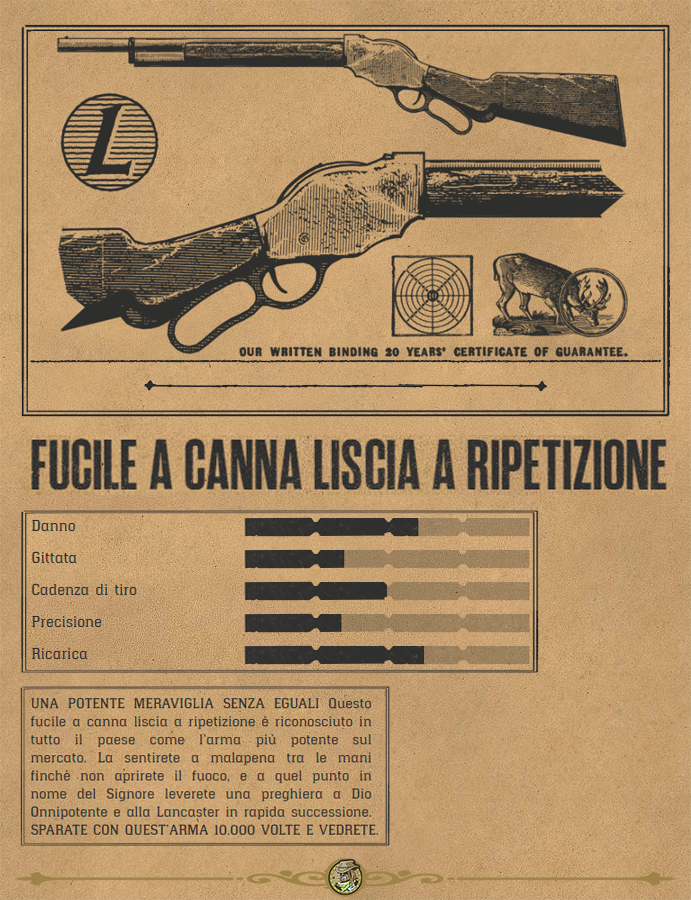 L
OUR WRITTEN BINDING 20 YEARS' CERTIFICATE OF GUARANTEE.
FUCILE A CANNA LISCIA A RIPETIZIONE
Danno
Gittata
Cadenza di tiro
Precisione
Ricarica
UNA POTENTE MERAVIGLIA SENZA EGUALI Questo
fucile a canna liscia a ripetizione è riconosciuto in
tutto il paese come l'arma più potente sul
mercato. La sentirete a malapena tra le mani
finché non aprirete il fuoco, e a quel punto in
nome del Signore leverete una preghiera a Dio
Onnipotente e alla Lancaster in rapida successione.
SPARATE CON QUEST'ARMA 10.000 VOLTE E VEDRETE.